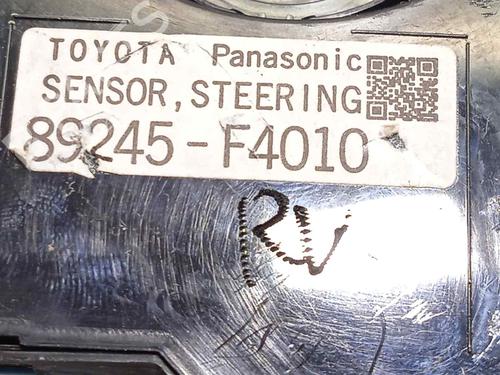 TOYOTA Panasonic
SENSOR, STEERING
89245-F4010
RV